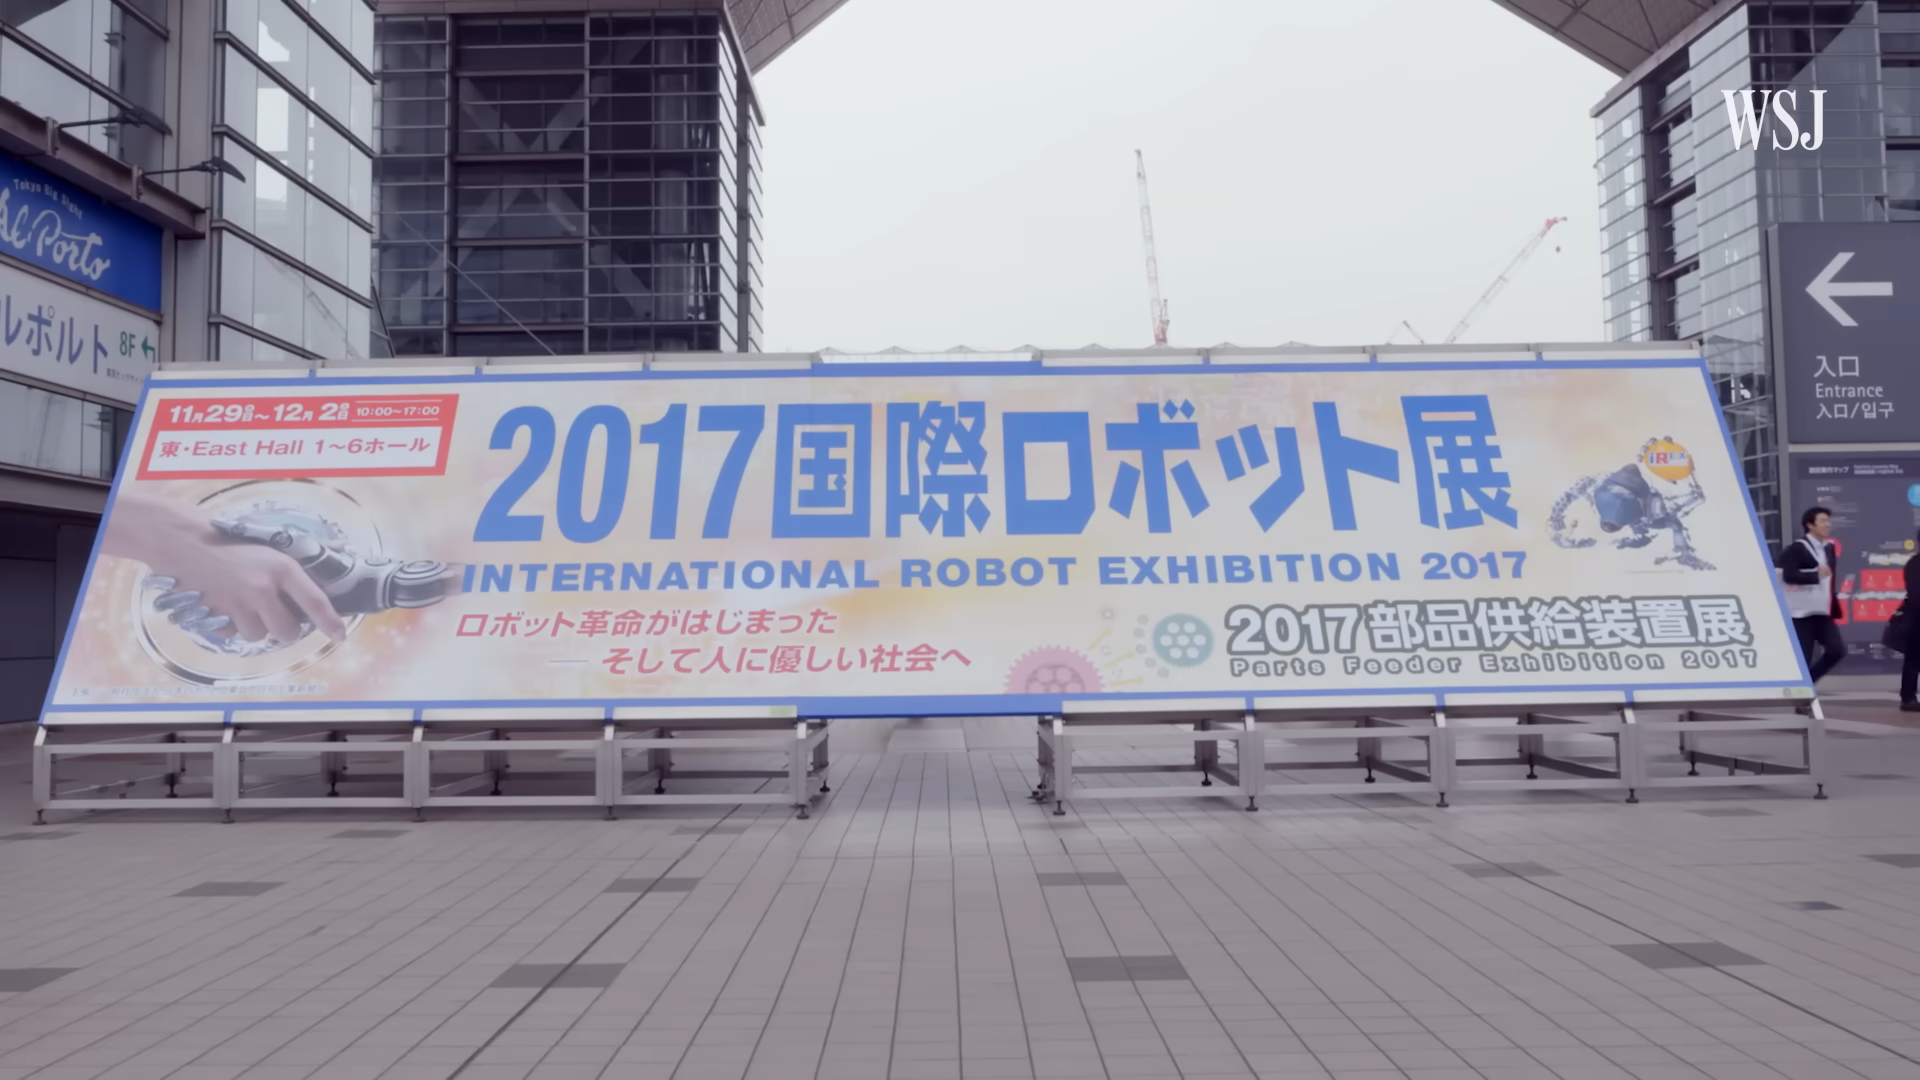 WSJ
Tokyo Big Sight
Al Porto
ルポルト 8F
11月29日～12月2日 10:00～17:00
東・East Hall 1～6ホール
2017国際ロボット展
INTERNATIONAL ROBOT EXHIBITION 2017
ロボット革命がはじまった
— そして人に優しい社会へ
iREX
2017部品供給装置展
Parts Feeder Exhibition 2017
入口
Entrance
入口/입구